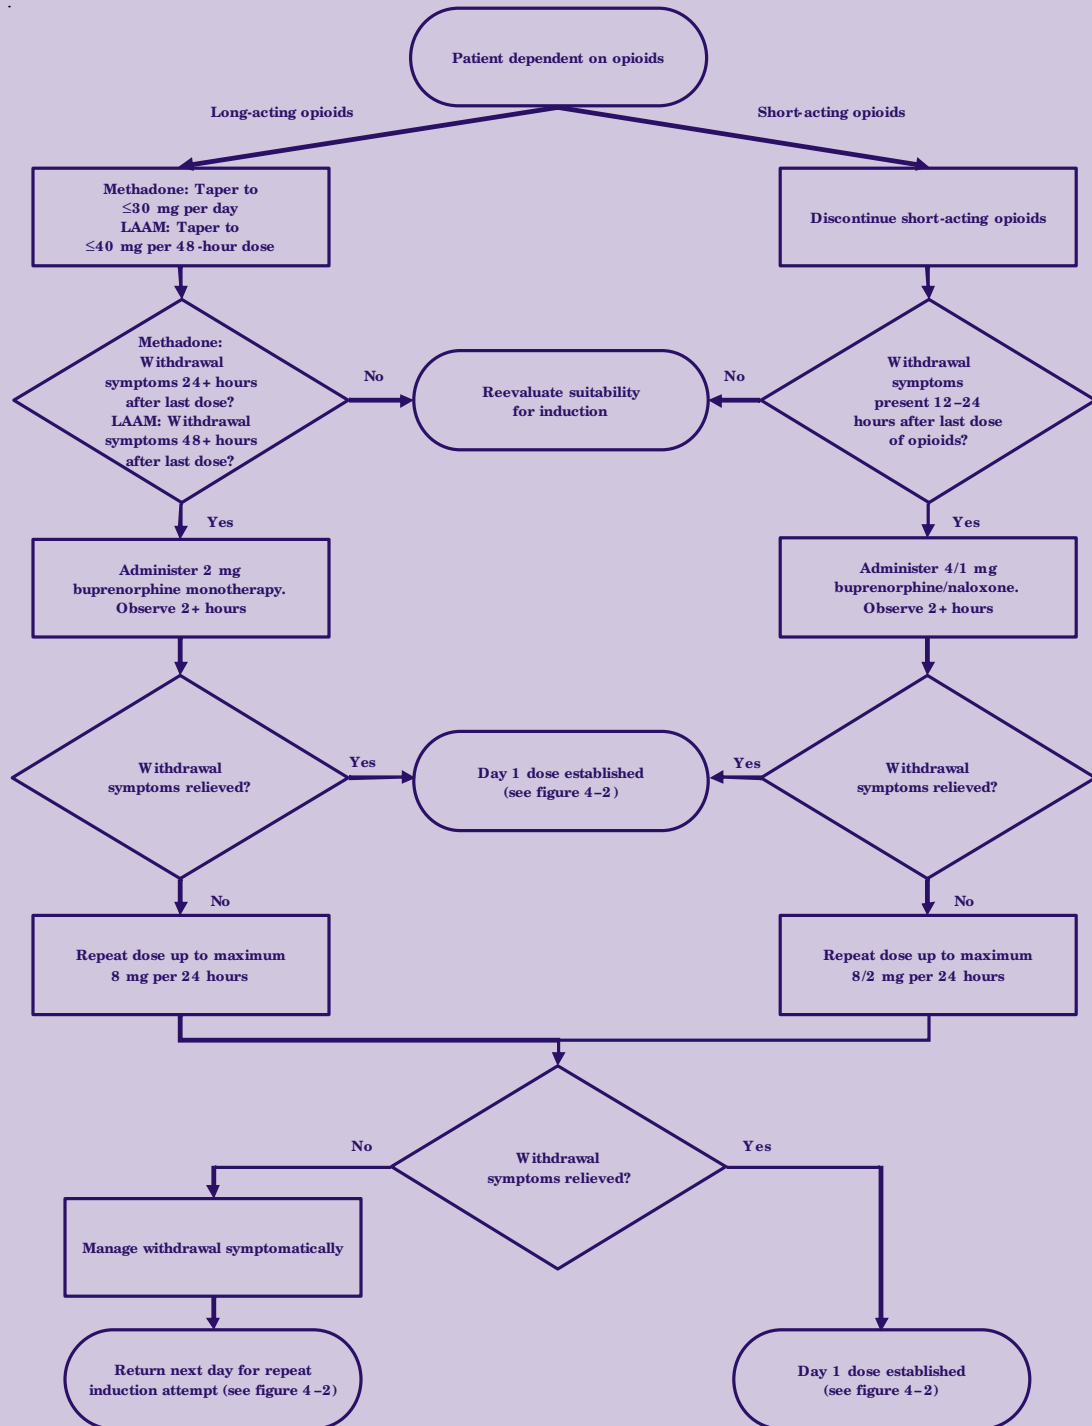 Patient dependent on opioids
Long-acting opioids
Short-acting opioids
Methadone: Taper to
≤30 mg per day
LAAM: Taper to
≤40 mg per 48-hour dose
Discontinue short-acting opioids
Methadone:
Withdrawal
symptoms 24+ hours
after last dose?
LAAM: Withdrawal
symptoms 48+ hours
after last dose?
No
Reevaluate suitability
for induction
No
Withdrawal
symptoms
present 12–24
hours after last dose
of opioids?
Yes
Yes
Administer 2 mg
buprenorphine monotherapy.
Observe 2+ hours
Administer 4/1 mg
buprenorphine/naloxone.
Observe 2+ hours
Withdrawal
symptoms relieved?
Yes
Day 1 dose established
(see figure 4–2)
Yes
Withdrawal
symptoms relieved?
No
No
Repeat dose up to maximum
8 mg per 24 hours
Repeat dose up to maximum
8/2 mg per 24 hours
No
Withdrawal
symptoms relieved?
Yes
Manage withdrawal symptomatically
Return next day for repeat
induction attempt (see figure 4–2)
Day 1 dose established
(see figure 4–2)